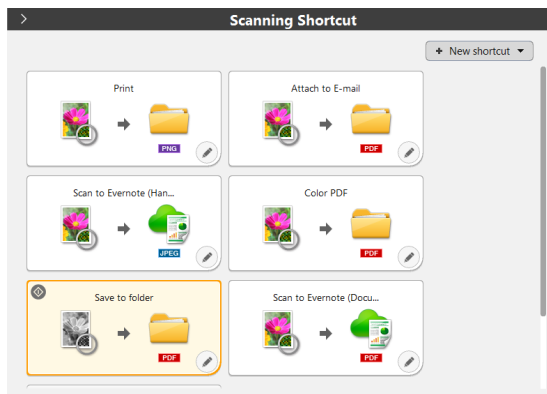 Scanning Shortcut
+ New shortcut
Print
PNG
Attach to E-mail
PDF
Scan to Evernote (Han...
JPEG
Color PDF
PDF
Save to folder
PDF
Scan to Evernote (Docu...
PDF